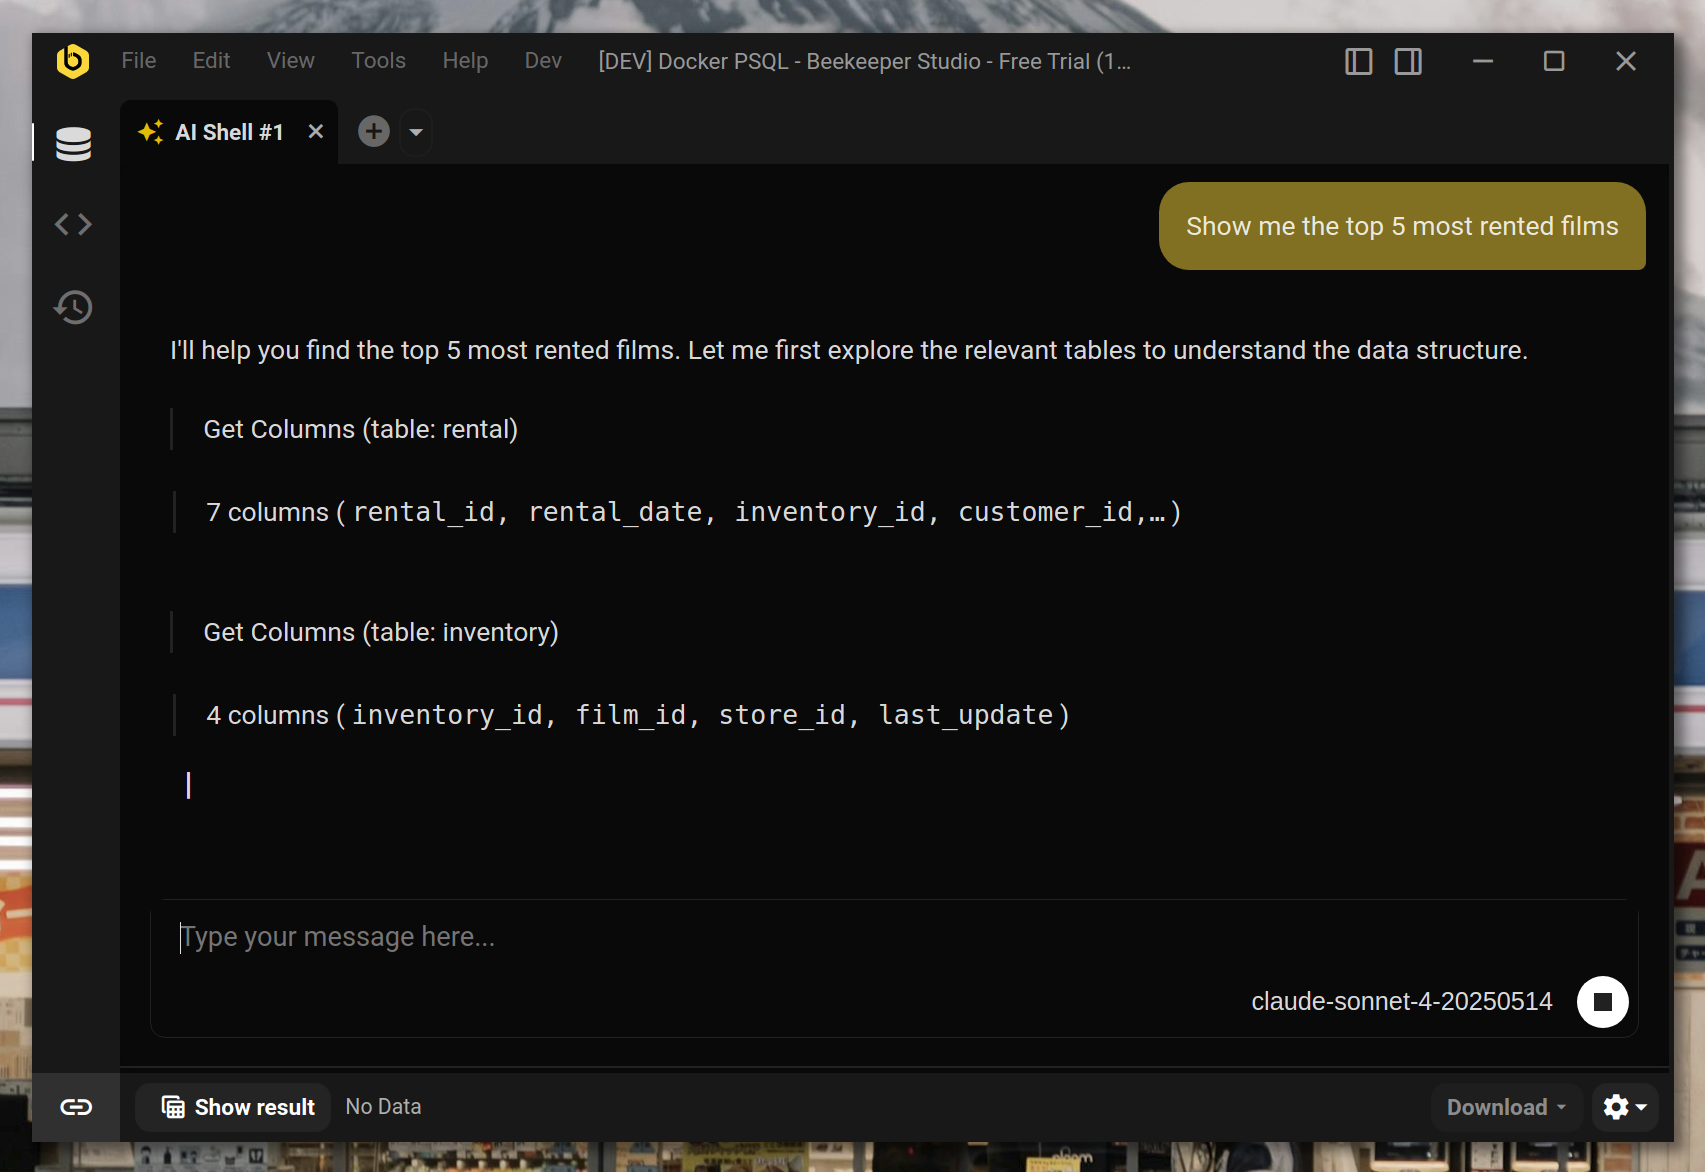 File Edit View Tools Help Dev [DEV] Docker PSQL - Beekeeper Studio - Free Trial (1...
AI Shell #1
Show me the top 5 most rented films
I'll help you find the top 5 most rented films. Let me first explore the relevant tables to understand the data structure.
Get Columns (table: rental)
7 columns (rental_id, rental_date, inventory_id, customer_id,…)
Get Columns (table: inventory)
4 columns (inventory_id, film_id, store_id, last_update)
Type your message here...
claude-sonnet-4-20250514
Show result No Data Download